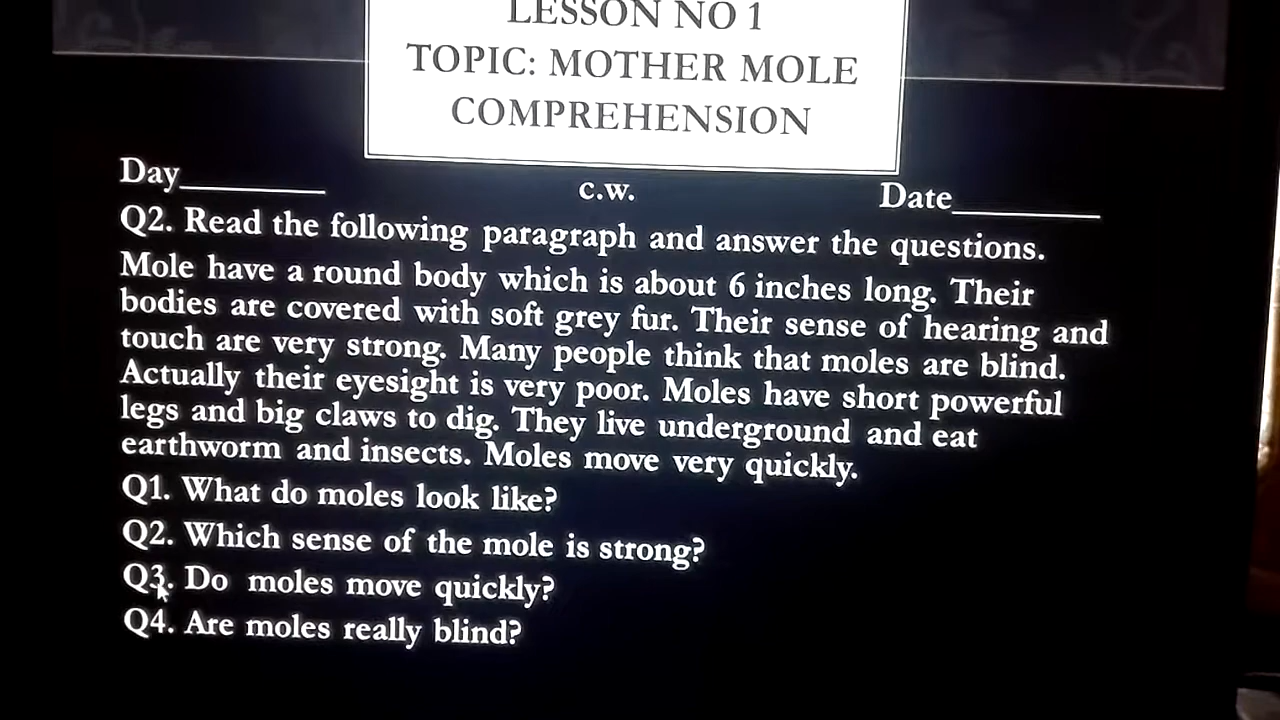 LESSON NO 1
TOPIC: MOTHER MOLE
COMPREHENSION
Day_______ c.w. Date_______
Q2. Read the following paragraph and answer the questions.
Mole have a round body which is about 6 inches long. Their
bodies are covered with soft grey fur. Their sense of hearing and
touch are very strong. Many people think that moles are blind.
Actually their eyesight is very poor. Moles have short powerful
legs and big claws to dig. They live underground and eat
earthworm and insects. Moles move very quickly.
Q1. What do moles look like?
Q2. Which sense of the mole is strong?
Q3. Do moles move quickly?
Q4. Are moles really blind?